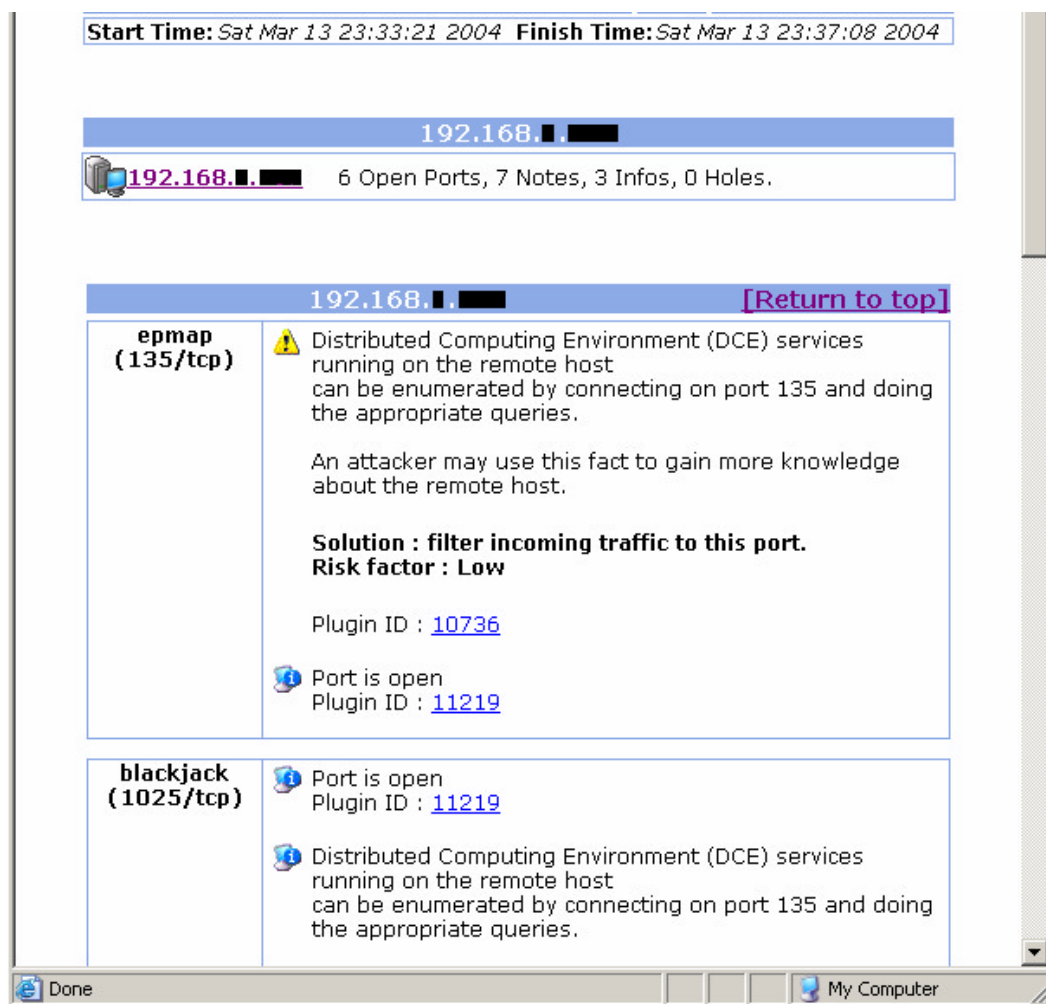 Start Time: Sat Mar 13 23:33:21 2004 Finish Time: Sat Mar 13 23:37:08 2004
192.168.
192.168. 6 Open Ports, 7 Notes, 3 Infos, 0 Holes.
192.168. [Return to top]
epmap
(135/tcp)
Distributed Computing Environment (DCE) services
running on the remote host
can be enumerated by connecting on port 135 and doing
the appropriate queries.
An attacker may use this fact to gain more knowledge
about the remote host.
Solution : filter incoming traffic to this port.
Risk factor : Low
Plugin ID : 10736
Port is open
Plugin ID : 11219
blackjack
(1025/tcp)
Port is open
Plugin ID : 11219
Distributed Computing Environment (DCE) services
running on the remote host
can be enumerated by connecting on port 135 and doing
the appropriate queries.
Done
My Computer